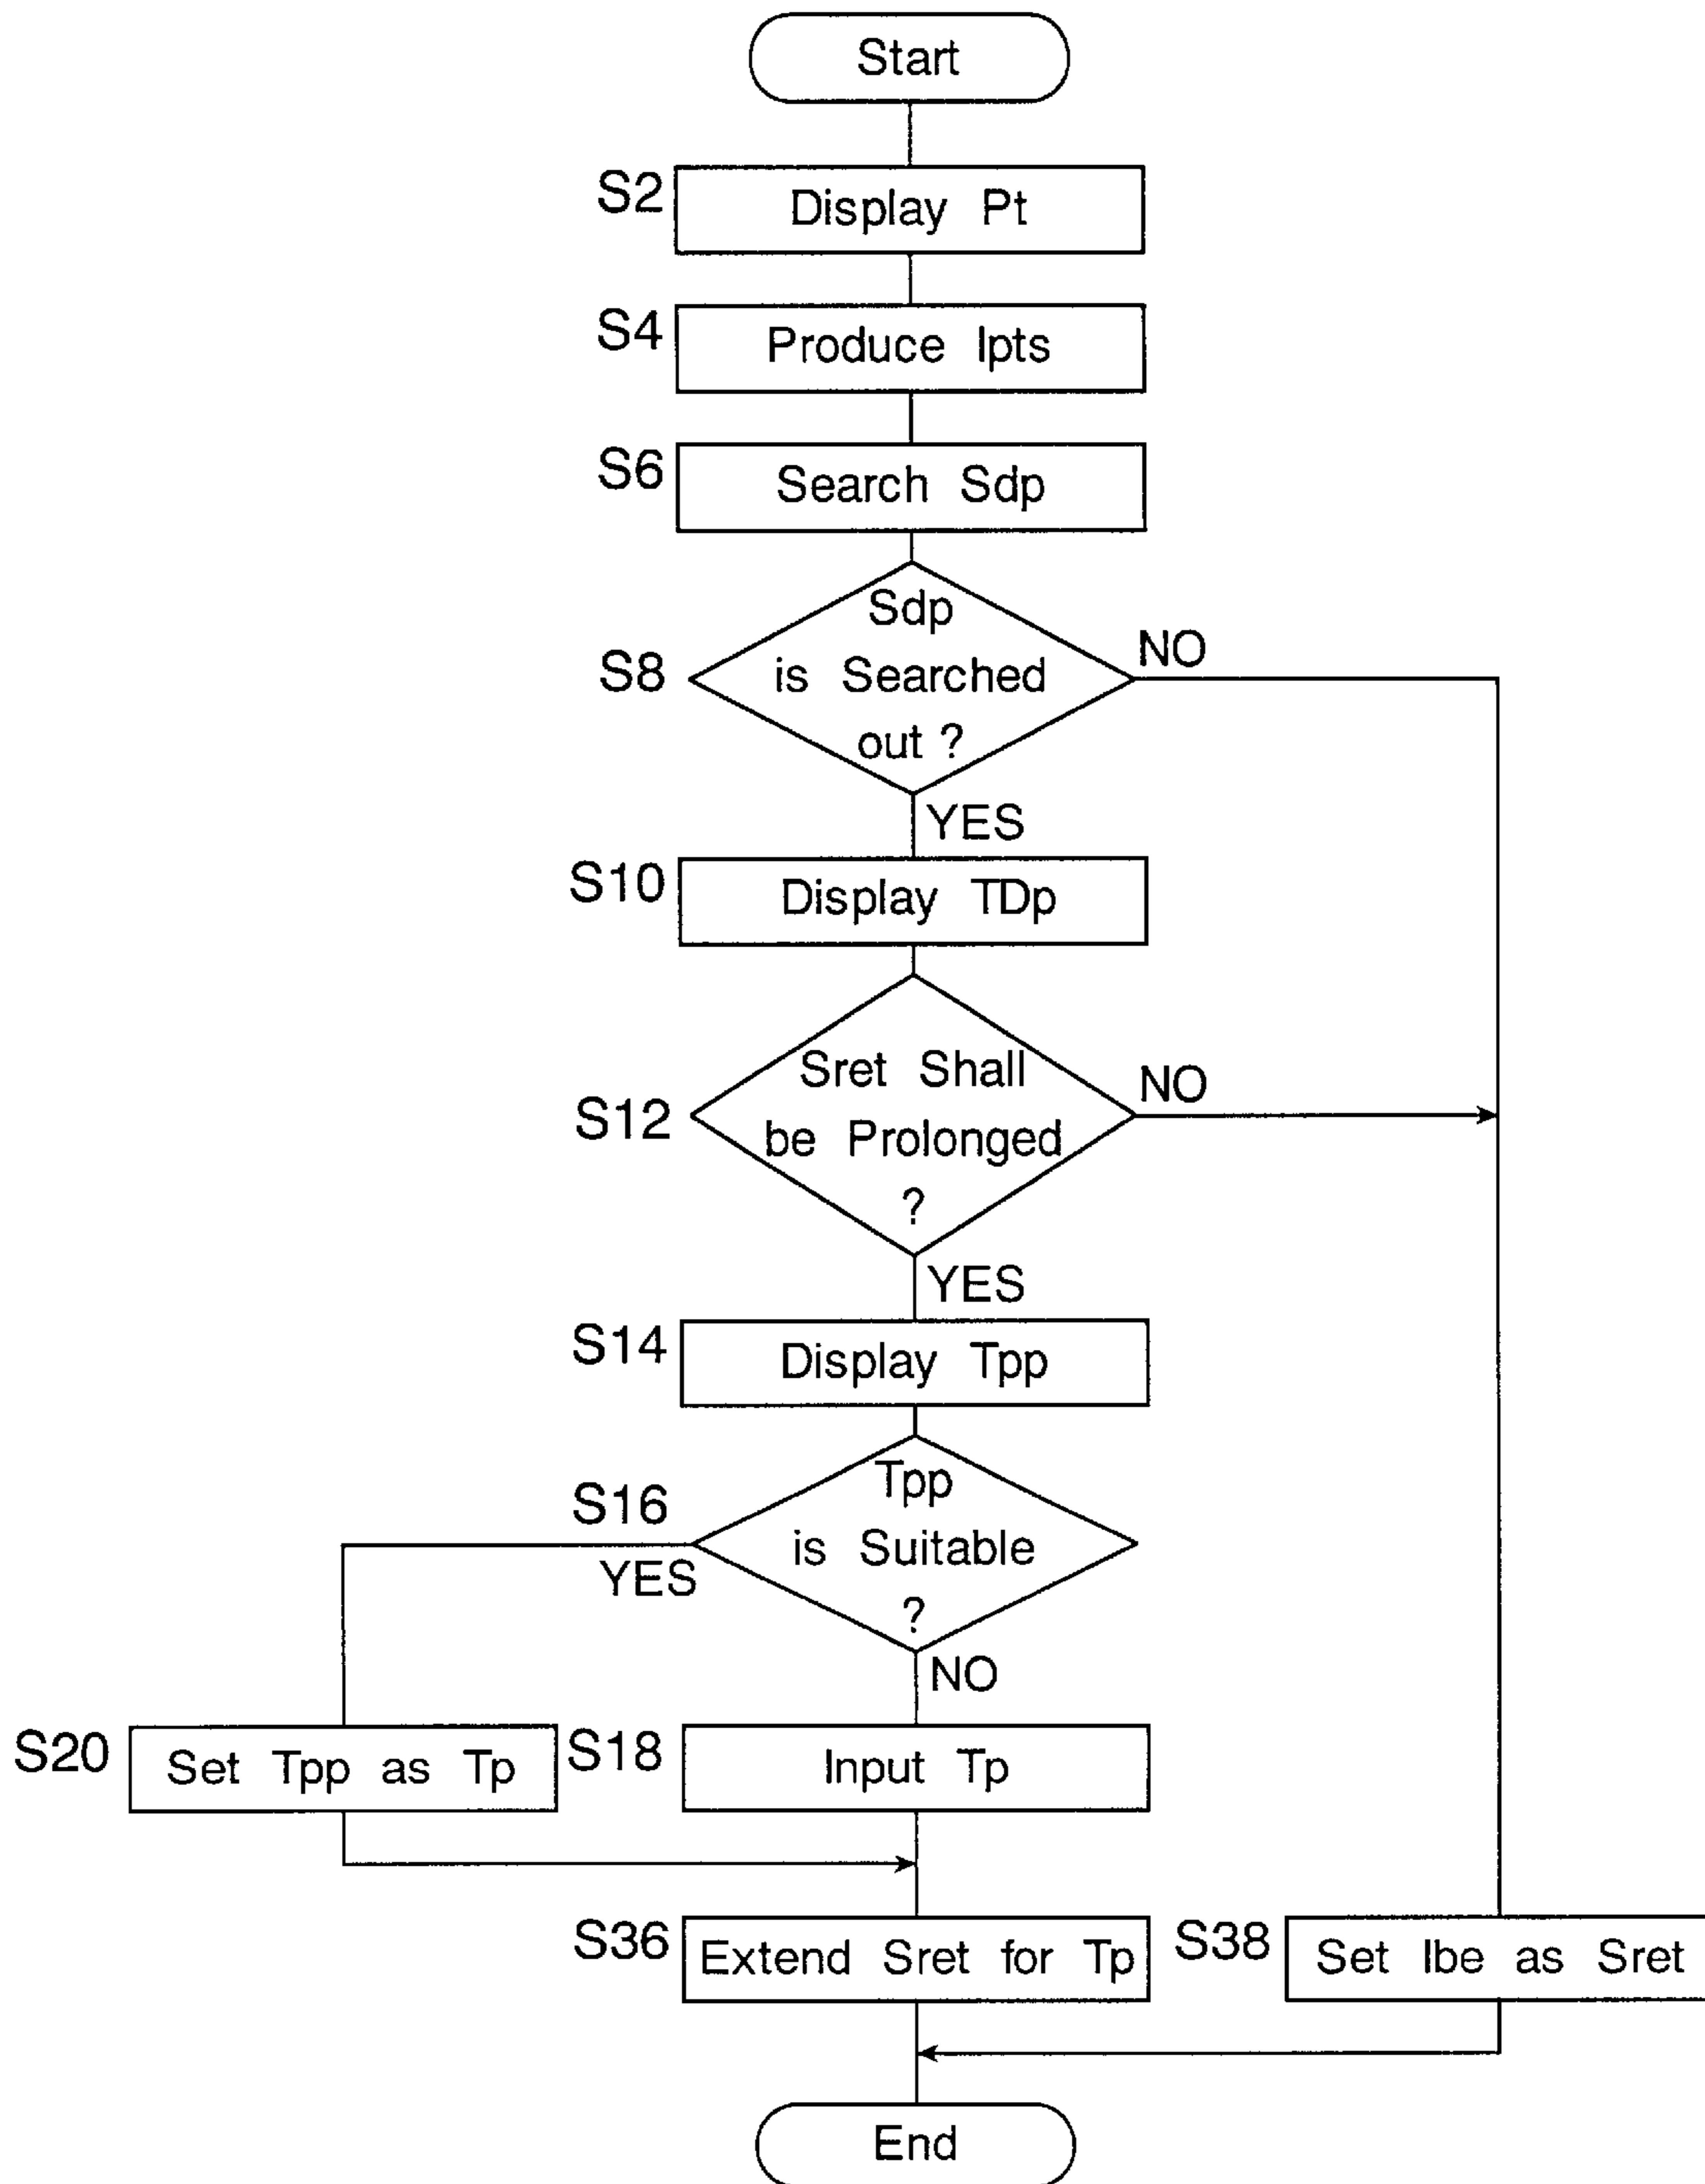 Start
S2
Display Pt
S4
Produce Ipts
S6
Search Sdp
S8
Sdp
is Searched
out ?
NO
YES
S10
Display TDp
S12
Sret Shall
be Prolonged
?
NO
YES
S14
Display Tpp
S16
Tpp
is Suitable
?
YES
NO
S20
Set Tpp as Tp
S18
Input Tp
S36
Extend Sret for Tp
S38
Set Ibe as Sret
End